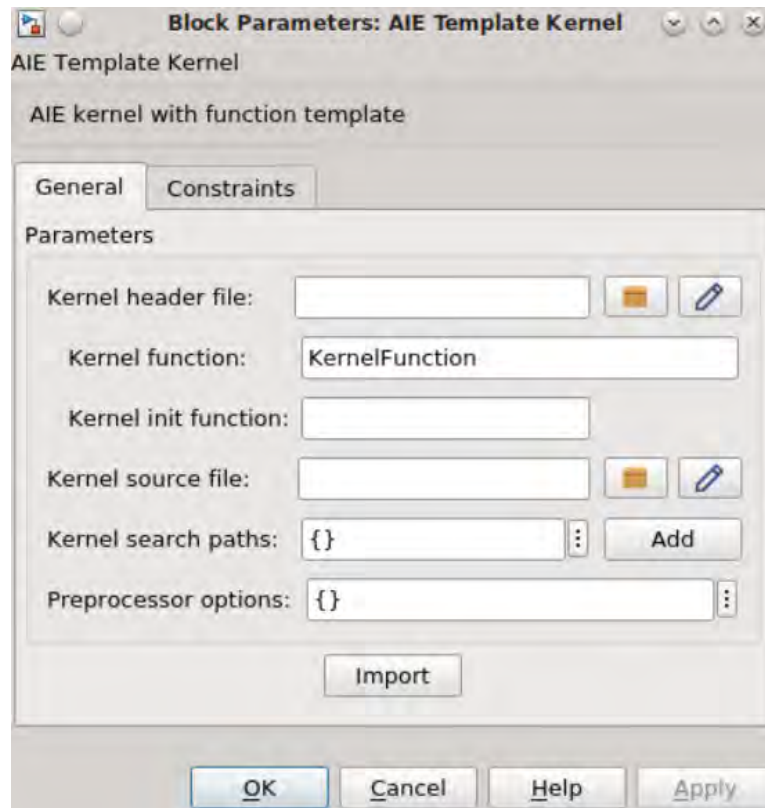 Block Parameters: AIE Template Kernel
AIE Template Kernel
AIE kernel with function template
General Constraints
Parameters
Kernel header file:
Kernel function: KernelFunction
Kernel init function:
Kernel source file:
Kernel search paths: {} Add
Preprocessor options: {}
Import
OK Cancel Help Apply